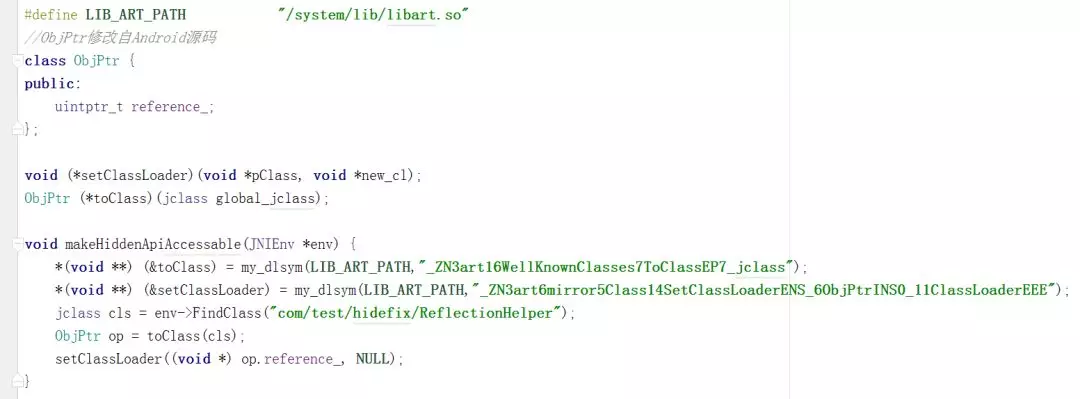 #define LIB_ART_PATH "/system/lib/libart.so"
//ObjPtr修改自Android源码
class ObjPtr {
public:
uintptr_t reference_;
};
void (*setClassLoader)(void *pClass, void *new_cl);
ObjPtr (*toClass)(jclass global_jclass);
void makeHiddenApiAccessable(JNIEnv *env) {
*(void **) (&toClass) = my_dlsym(LIB_ART_PATH,"_ZN3art16WellKnownClasses7ToClassEP7_jclass");
*(void **) (&setClassLoader) = my_dlsym(LIB_ART_PATH,"_ZN3art6mirror5Class14SetClassLoaderENS_6ObjPtrINS0_11ClassLoaderEEE");
jclass cls = env->FindClass("com/test/hidefix/ReflectionHelper");
ObjPtr op = toClass(cls);
setClassLoader((void *) op.reference_, NULL);
}